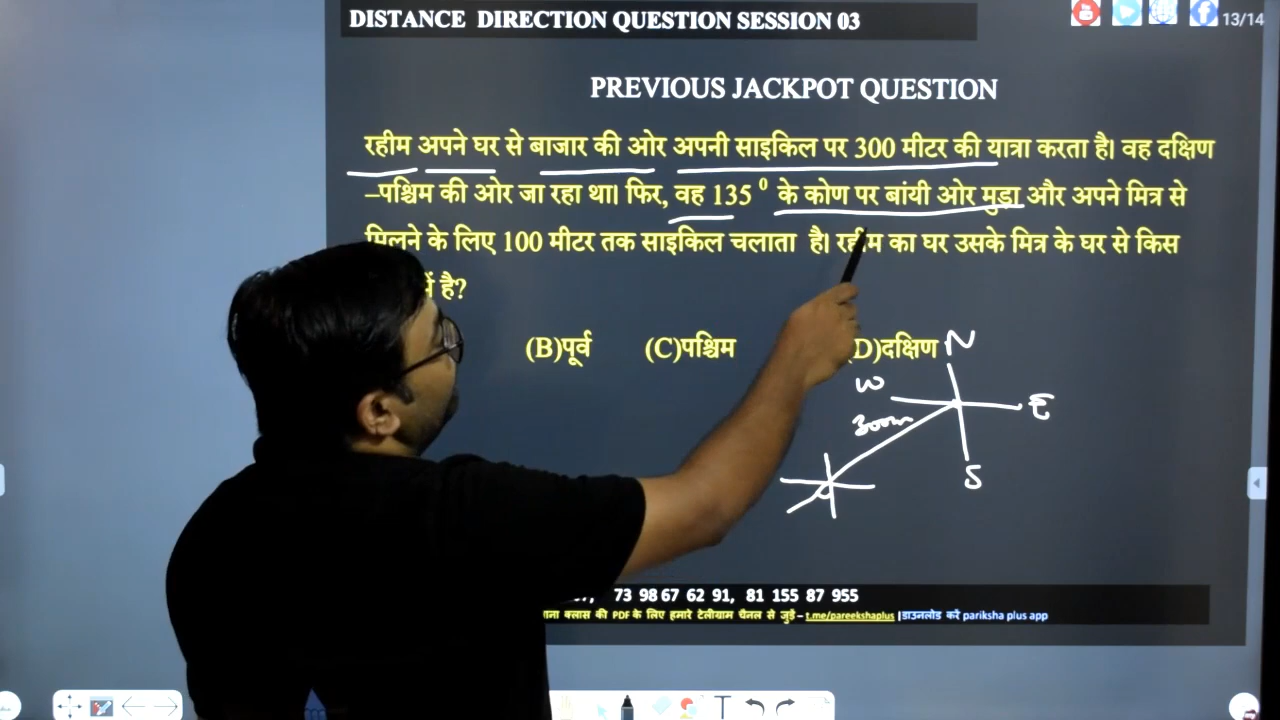 DISTANCE DIRECTION QUESTION SESSION 03
13/14
PREVIOUS JACKPOT QUESTION
रहीम अपने घर से बाजार की ओर अपनी साइकिल पर 300 मीटर की यात्रा करता है। वह दक्षिण
–पश्चिम की ओर जा रहा था। फिर, वह 135⁰ के कोण पर बांयी ओर मुड़ा और अपने मित्र से
मिलने के लिए 100 मीटर तक साइकिल चलाता है। रहीम का घर उसके मित्र के घर से किस
में है?
(B)पूर्व (C)पश्चिम (D)दक्षिण
N
W
E
300m
S
73 98 67 62 91, 81 155 87 955
क्लास की PDF के लिए हमारे टेलीग्राम चैनल से जुड़ें – t.me/pareekshaplus |डाउनलोड करें pariksha plus app
T